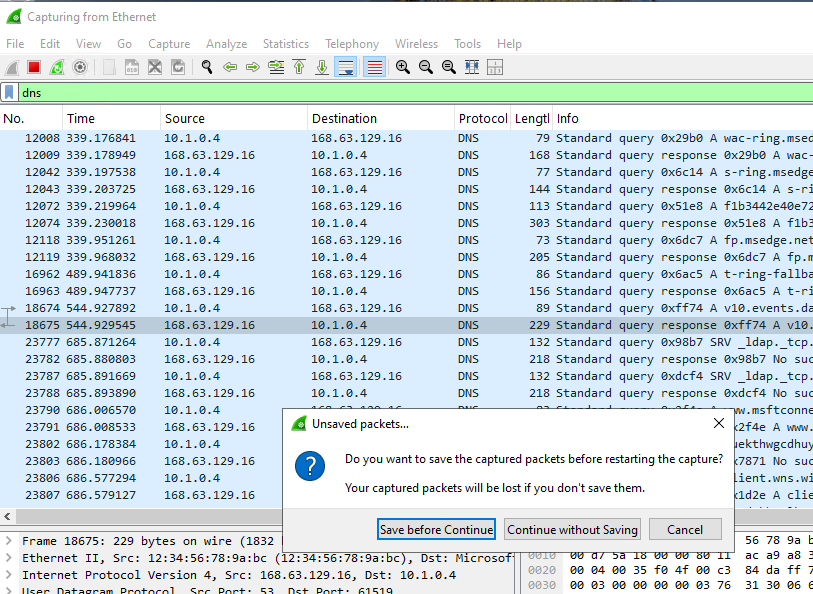 Capturing from Ethernet
File Edit View Go Capture Analyze Statistics Telephony Wireless Tools Help
dns
No. Time Source Destination Protocol Lengtl Info
12008 339.176841 10.1.0.4 168.63.129.16 DNS 79 Standard query 0x29b0 A wac-ring.msed
12009 339.178949 168.63.129.16 10.1.0.4 DNS 168 Standard query response 0x29b0 A wac-
12042 339.197538 10.1.0.4 168.63.129.16 DNS 77 Standard query 0x6c14 A s-ring.msedge
12043 339.203725 168.63.129.16 10.1.0.4 DNS 144 Standard query response 0x6c14 A s-ri
12072 339.219964 10.1.0.4 168.63.129.16 DNS 113 Standard query 0x51e8 A f1b3442e40e72
12074 339.230018 168.63.129.16 10.1.0.4 DNS 303 Standard query response 0x51e8 A f1b3
12118 339.951261 10.1.0.4 168.63.129.16 DNS 73 Standard query 0x6dc7 A fp.msedge.net
12119 339.968032 168.63.129.16 10.1.0.4 DNS 205 Standard query response 0x6dc7 A fp.m
16962 489.941836 10.1.0.4 168.63.129.16 DNS 86 Standard query 0x6ac5 A t-ring-fallba
16963 489.947737 168.63.129.16 10.1.0.4 DNS 156 Standard query response 0x6ac5 A t-ri
18674 544.927892 10.1.0.4 168.63.129.16 DNS 89 Standard query 0xff74 A v10.events.da
18675 544.929545 168.63.129.16 10.1.0.4 DNS 229 Standard query response 0xff74 A v10.
23777 685.871264 10.1.0.4 168.63.129.16 DNS 132 Standard query 0x98b7 SRV _ldap._tcp.
23782 685.880803 168.63.129.16 10.1.0.4 DNS 218 Standard query response 0x98b7 No suc
23787 685.891669 10.1.0.4 168.63.129.16 DNS 132 Standard query 0xdcf4 SRV _ldap._tcp.
23788 685.893890 168.63.129.16 10.1.0.4 DNS 218 Standard query response 0xdcf4 No suc
23790 686.006570 10.1.0.4 www.msftconne
23791 686.008533 168.63.129.16 x2f4e A www.
23802 686.178384 10.1.0.4 uekthwgcdhuy
23803 686.180966 168.63.129.16 x7871 No suc
23806 686.577294 10.1.0.4 lient.wns.wi
23807 686.579127 168.63.129.16 x1d2e A clie
Unsaved packets...
Do you want to save the captured packets before restarting the capture?
Your captured packets will be lost if you don't save them.
Save before Continue Continue without Saving Cancel
Frame 18675: 229 bytes on wire (1832
Ethernet II, Src: 12:34:56:78:9a:bc (12:34:56:78:9a:bc), Dst: Microsof
Internet Protocol Version 4, Src: 168.63.129.16, Dst: 10.1.0.4
User Datagram Protocol, Src Port: 53, Dst Port: 61519
56 78 9a b
0010 00 d7 5a 18 00 00 80 11 ac a9 a8 3
0020 00 04 00 35 f0 4f 00 c3 84 da ff 7
0030 00 03 00 00 00 00 03 76 31 30 06 6